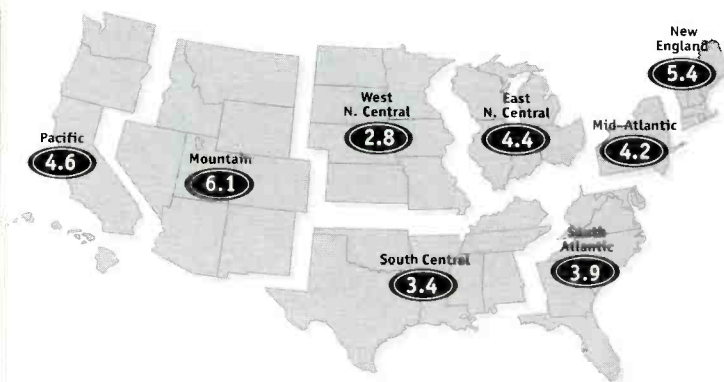 New
England
5.4
West
N. Central
2.8
East
N. Central
4.4
Mid-Atlantic
4.2
Pacific
4.6
Mountain
6.1
South
Atlantic
3.9
South Central
3.4